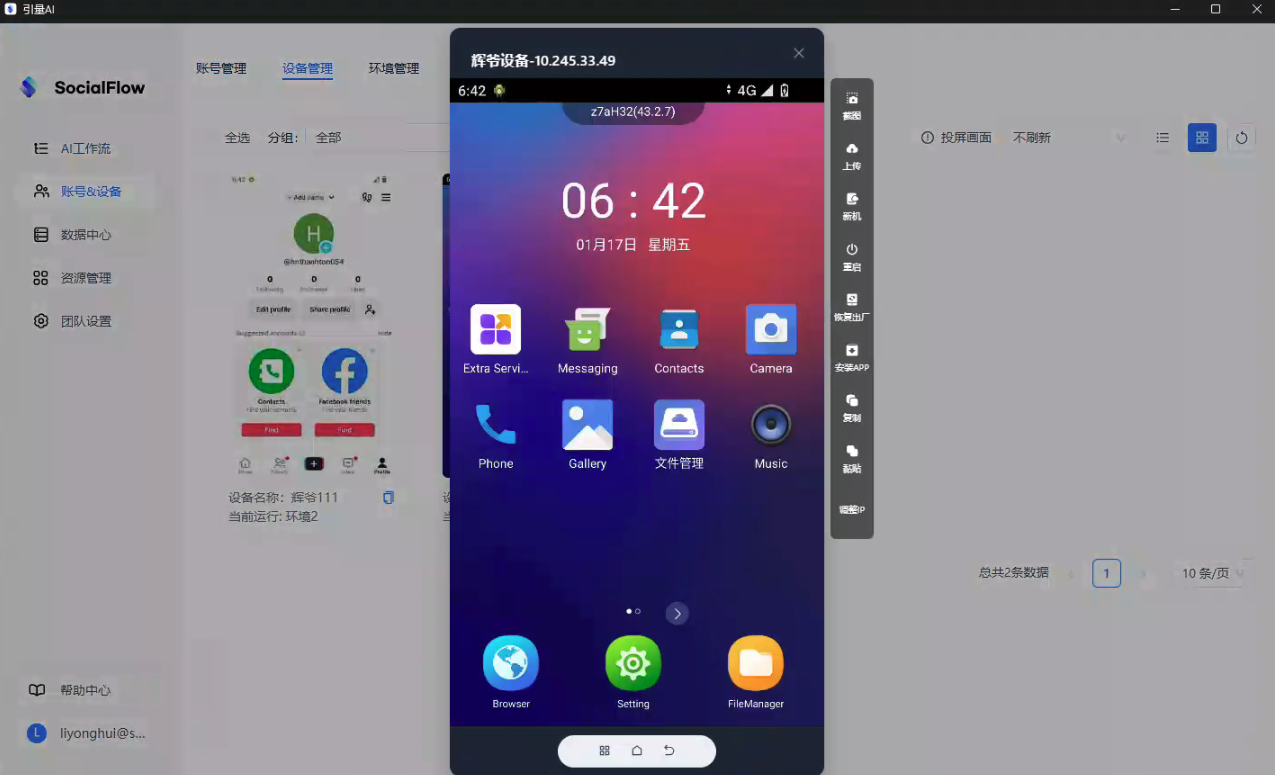 引量AI
SocialFlow
AI工作流
账号&设备
数据中心
资源管理
团队设置
帮助中心
L
liyonghui@s...
账号管理
设备管理
环境管理
全选
分组:
全部
投屏画面
不刷新
6:42
+ Add name
H
@hnthanhton054
0
0
0
Following
Followers
Likes
Edit profile
Share profile
Suggested accounts
Contacts
Find your contacts
Find
Facebook friends
Find your friends
Find
Profile
设备名称: 辉爷111
当前运行: 环境2
辉爷设备-10.245.33.49
6:42
4G
z7aH32(43.2.7)
06 : 42
01月17日 星期五
Extra Servi...
Messaging
Contacts
Camera
Phone
Gallery
文件管理
Music
Browser
Setting
FileManager
截图
上传
新机
重启
恢复出厂
安装APP
复制
黏贴
调整IP
总共2条数据
1
10 条/页